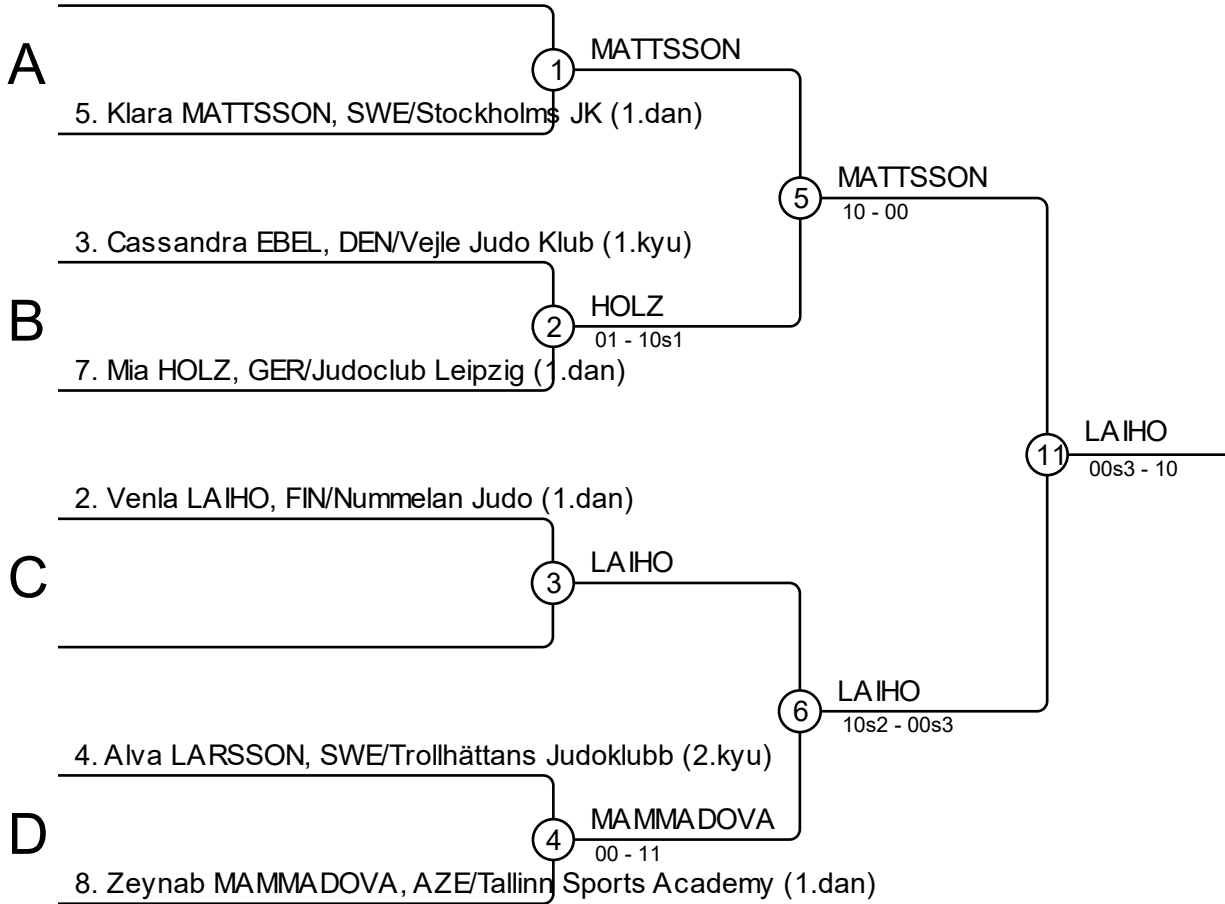 A
1
MATTSSON
5. Klara MATTSSON, SWE/Stockholms JK (1.dan)
5
MATTSSON
10 - 00
3. Cassandra EBEL, DEN/Vejle Judo Klub (1.kyu)
B
2
HOLZ
01 - 10s1
7. Mia HOLZ, GER/Judoclub Leipzig (1.dan)
11
LAIHO
00s3 - 10
2. Venla LAIHO, FIN/Nummelan Judo (1.dan)
C
3
LAIHO
6
LAIHO
10s2 - 00s3
4. Alva LARSSON, SWE/Trollhättans Judoklubb (2.kyu)
D
4
MAMMADOVA
00 - 11
8. Zeynab MAMMADOVA, AZE/Tallinn Sports Academy (1.dan)